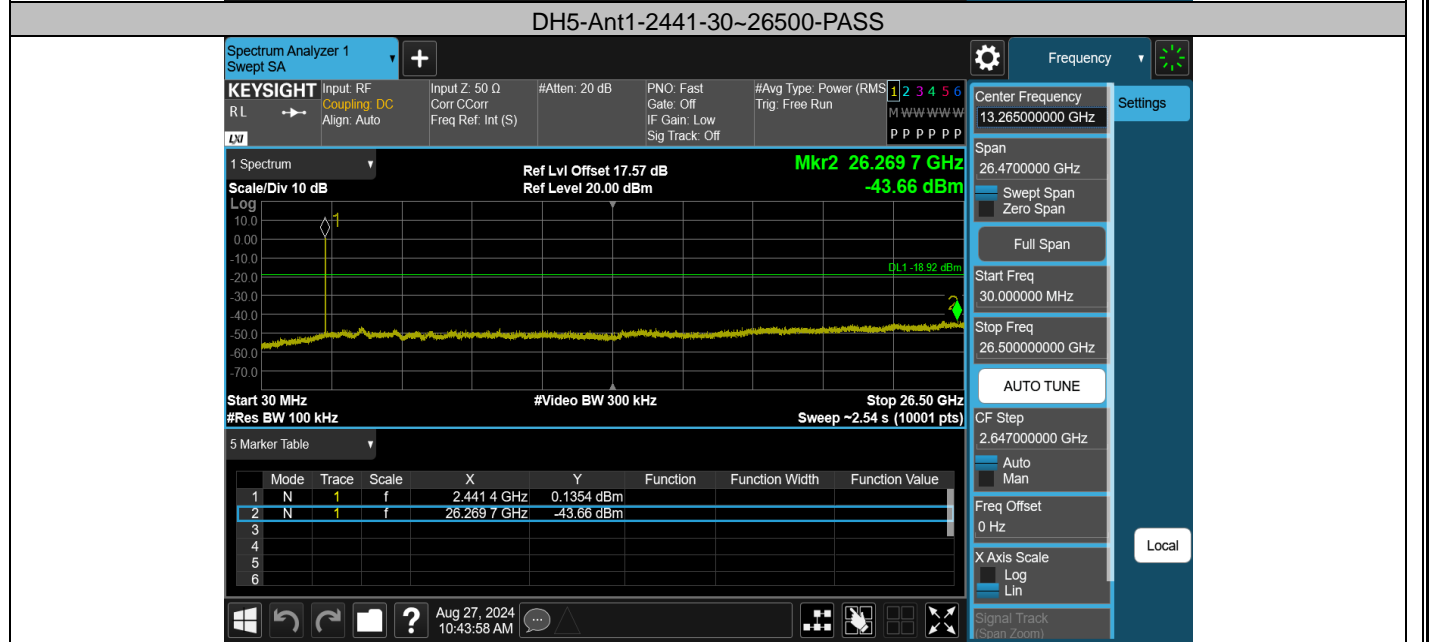 DH5-Ant1-2441-30~26500-PASS
Spectrum Analyzer 1
Swept SA
Frequency
KEYSIGHT
RL
LXI
Input: RF
Coupling: DC
Align: Auto
Input Z: 50 Ω
Corr CCorr
Freq Ref: Int (S)
#Atten: 20 dB
PNO: Fast
Gate: Off
IF Gain: Low
Sig Track: Off
#Avg Type: Power (RMS
Trig: Free Run
1 2 3 4 5 6
M W W W W W
P P P P P P
1 Spectrum
Scale/Div 10 dB
Ref Lvl Offset 17.57 dB
Ref Level 20.00 dBm
Mkr2 26.269 7 GHz
-43.66 dBm
Log
10.0
0.00
-10.0
-20.0
-30.0
-40.0
-50.0
-60.0
-70.0
1
DL1 -18.92 dBm
2
Start 30 MHz
#Video BW 300 kHz
Stop 26.50 GHz
#Res BW 100 kHz
Sweep ~2.54 s (10001 pts)
5 Marker Table
Mode Trace Scale X Y Function Function Width Function Value
1 N 1 f 2.441 4 GHz 0.1354 dBm
2 N 1 f 26.269 7 GHz -43.66 dBm
3
4
5
6
Aug 27, 2024
10:43:58 AM
Center Frequency
13.265000000 GHz
Settings
Span
26.4700000 GHz
Swept Span
Zero Span
Full Span
Start Freq
30.000000 MHz
Stop Freq
26.500000000 GHz
AUTO TUNE
CF Step
2.647000000 GHz
Auto
Man
Freq Offset
0 Hz
X Axis Scale
Log
Lin
Signal Track
(Span Zoom)
Local